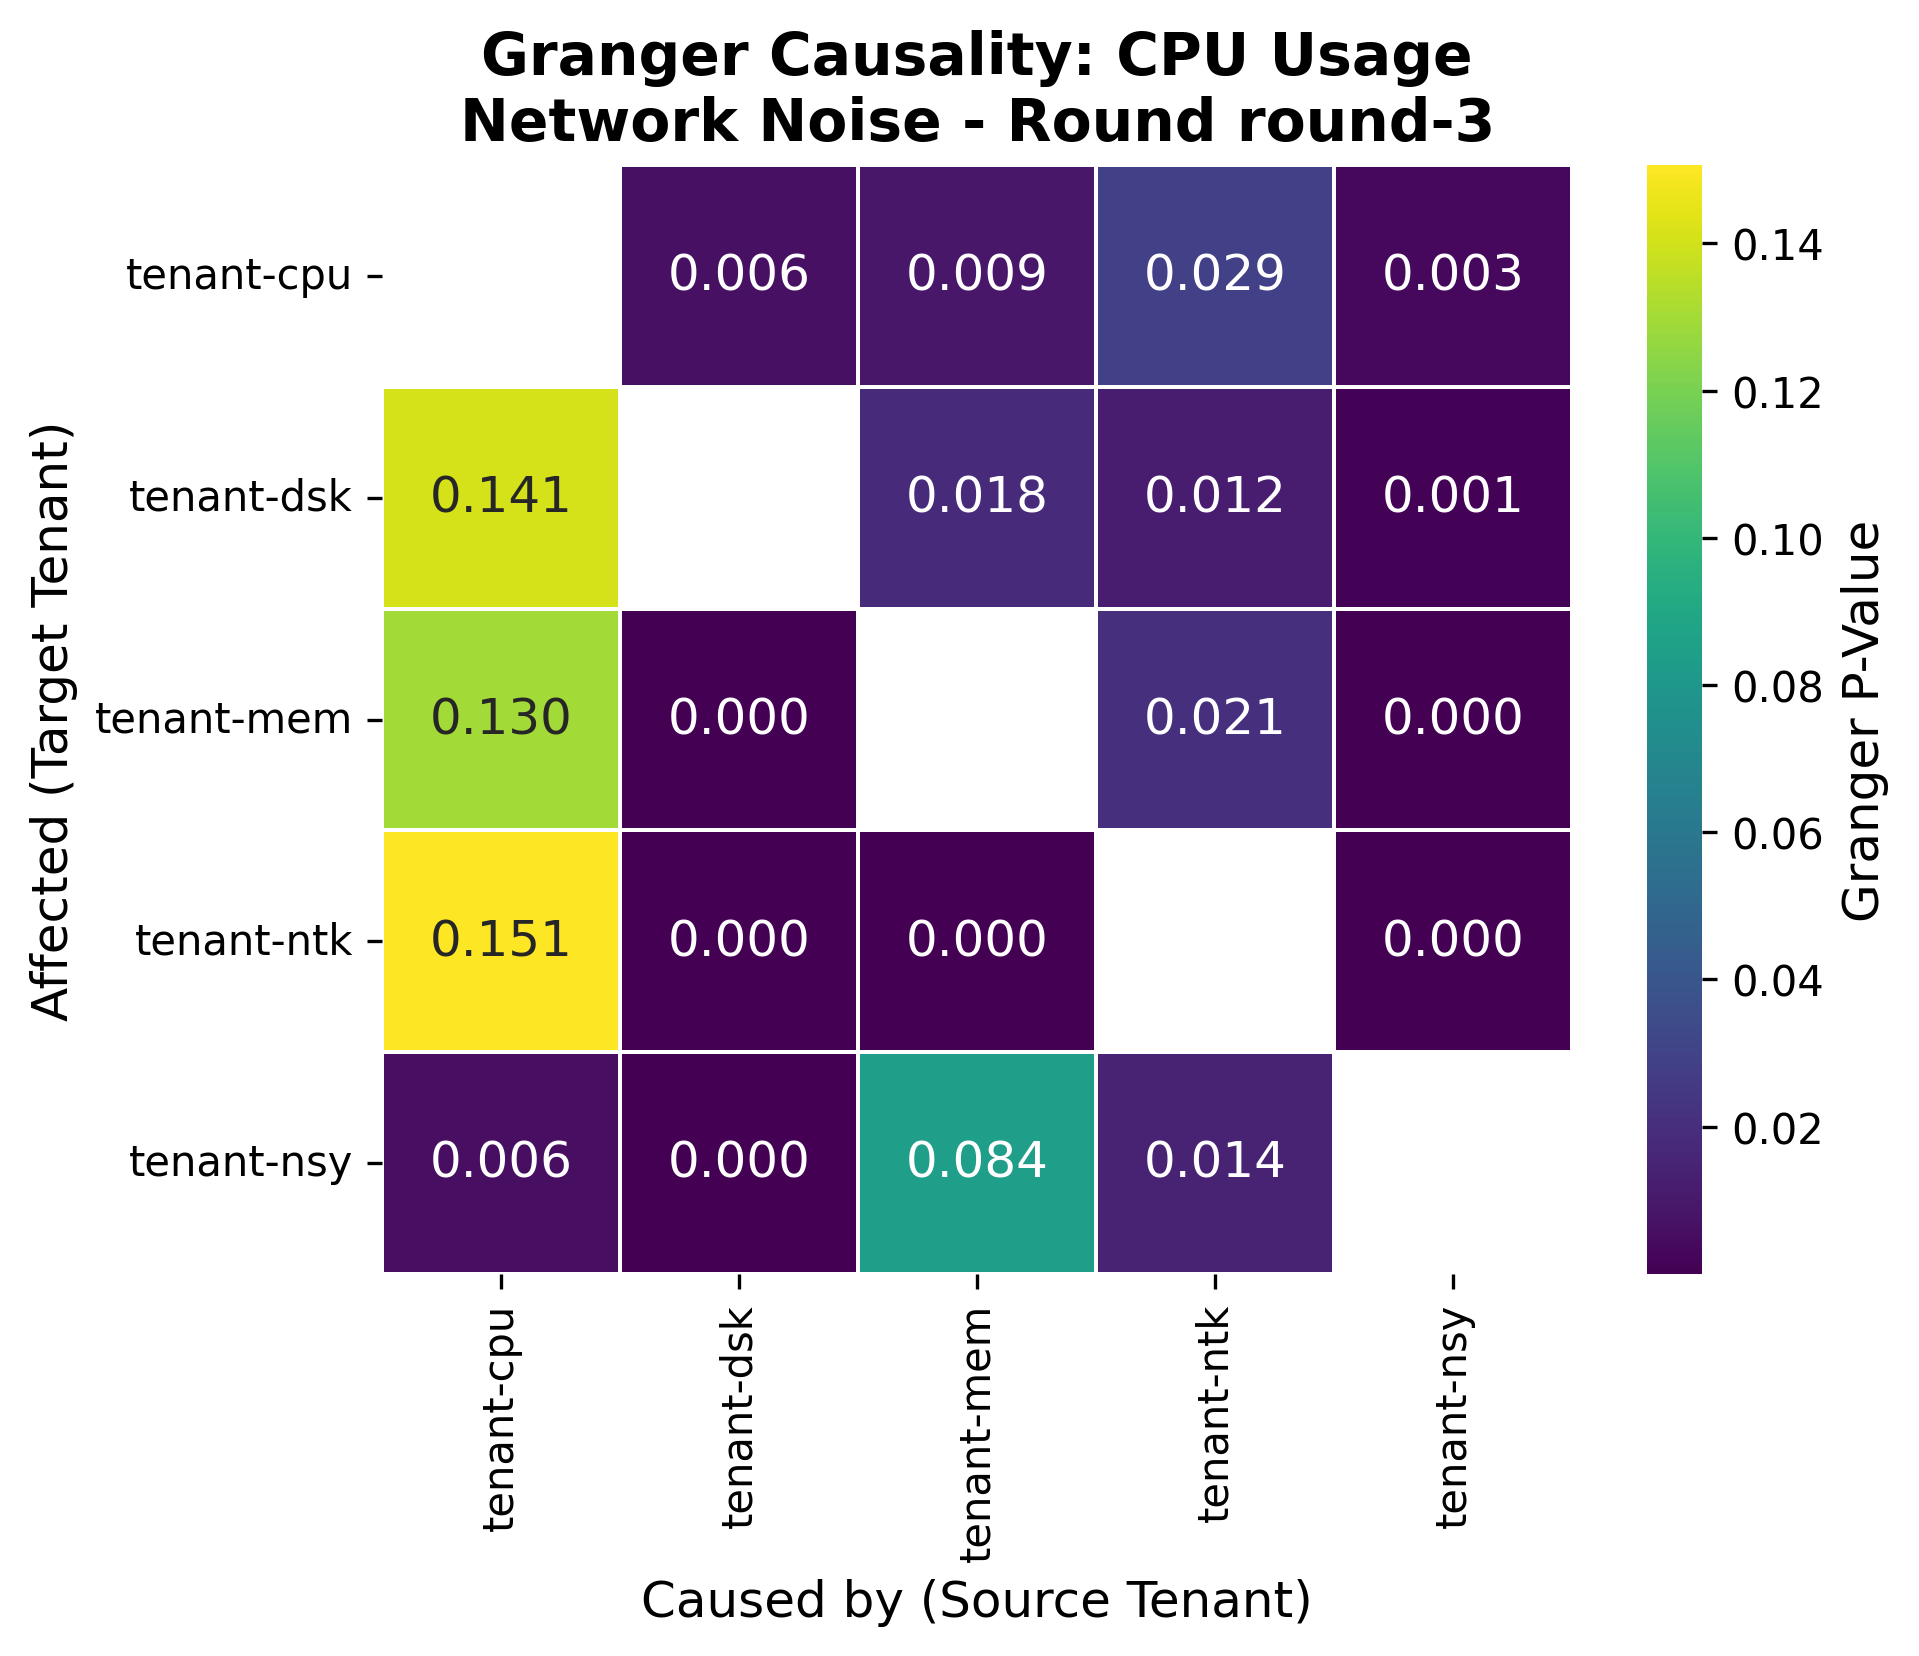 Granger Causality: CPU Usage
Network Noise - Round round-3
Affected (Target Tenant)
tenant-cpu 0.006 0.009 0.029 0.003
tenant-dsk 0.141 0.018 0.012 0.001
tenant-mem 0.130 0.000 0.021 0.000
tenant-ntk 0.151 0.000 0.000 0.000
tenant-nsy 0.006 0.000 0.084 0.014
tenant-cpu
tenant-dsk
tenant-mem
tenant-ntk
tenant-nsy
Caused by (Source Tenant)
0.14
0.12
0.10
0.08
0.06
0.04
0.02
Granger P-Value